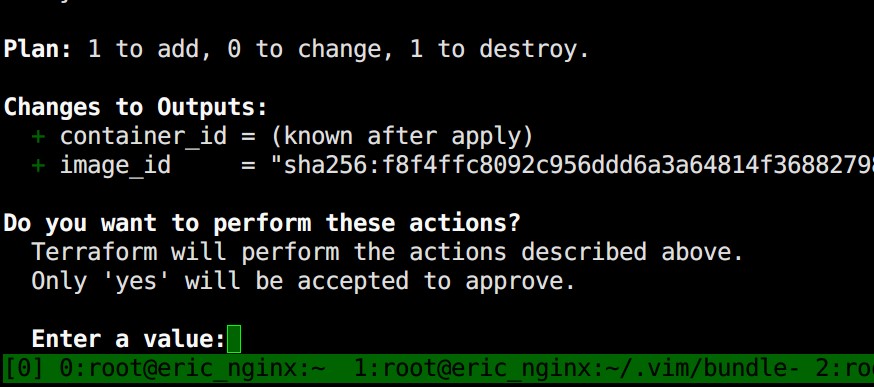 Plan: 1 to add, 0 to change, 1 to destroy.
Changes to Outputs:
+ container_id = (known after apply)
+ image_id = "sha256:f8f4ffc8092c956ddd6a3a64814f36882798
Do you want to perform these actions?
Terraform will perform the actions described above.
Only 'yes' will be accepted to approve.
Enter a value:
[0] 0:root@eric_nginx:~ 1:root@eric_nginx:~/.vim/bundle- 2:ro